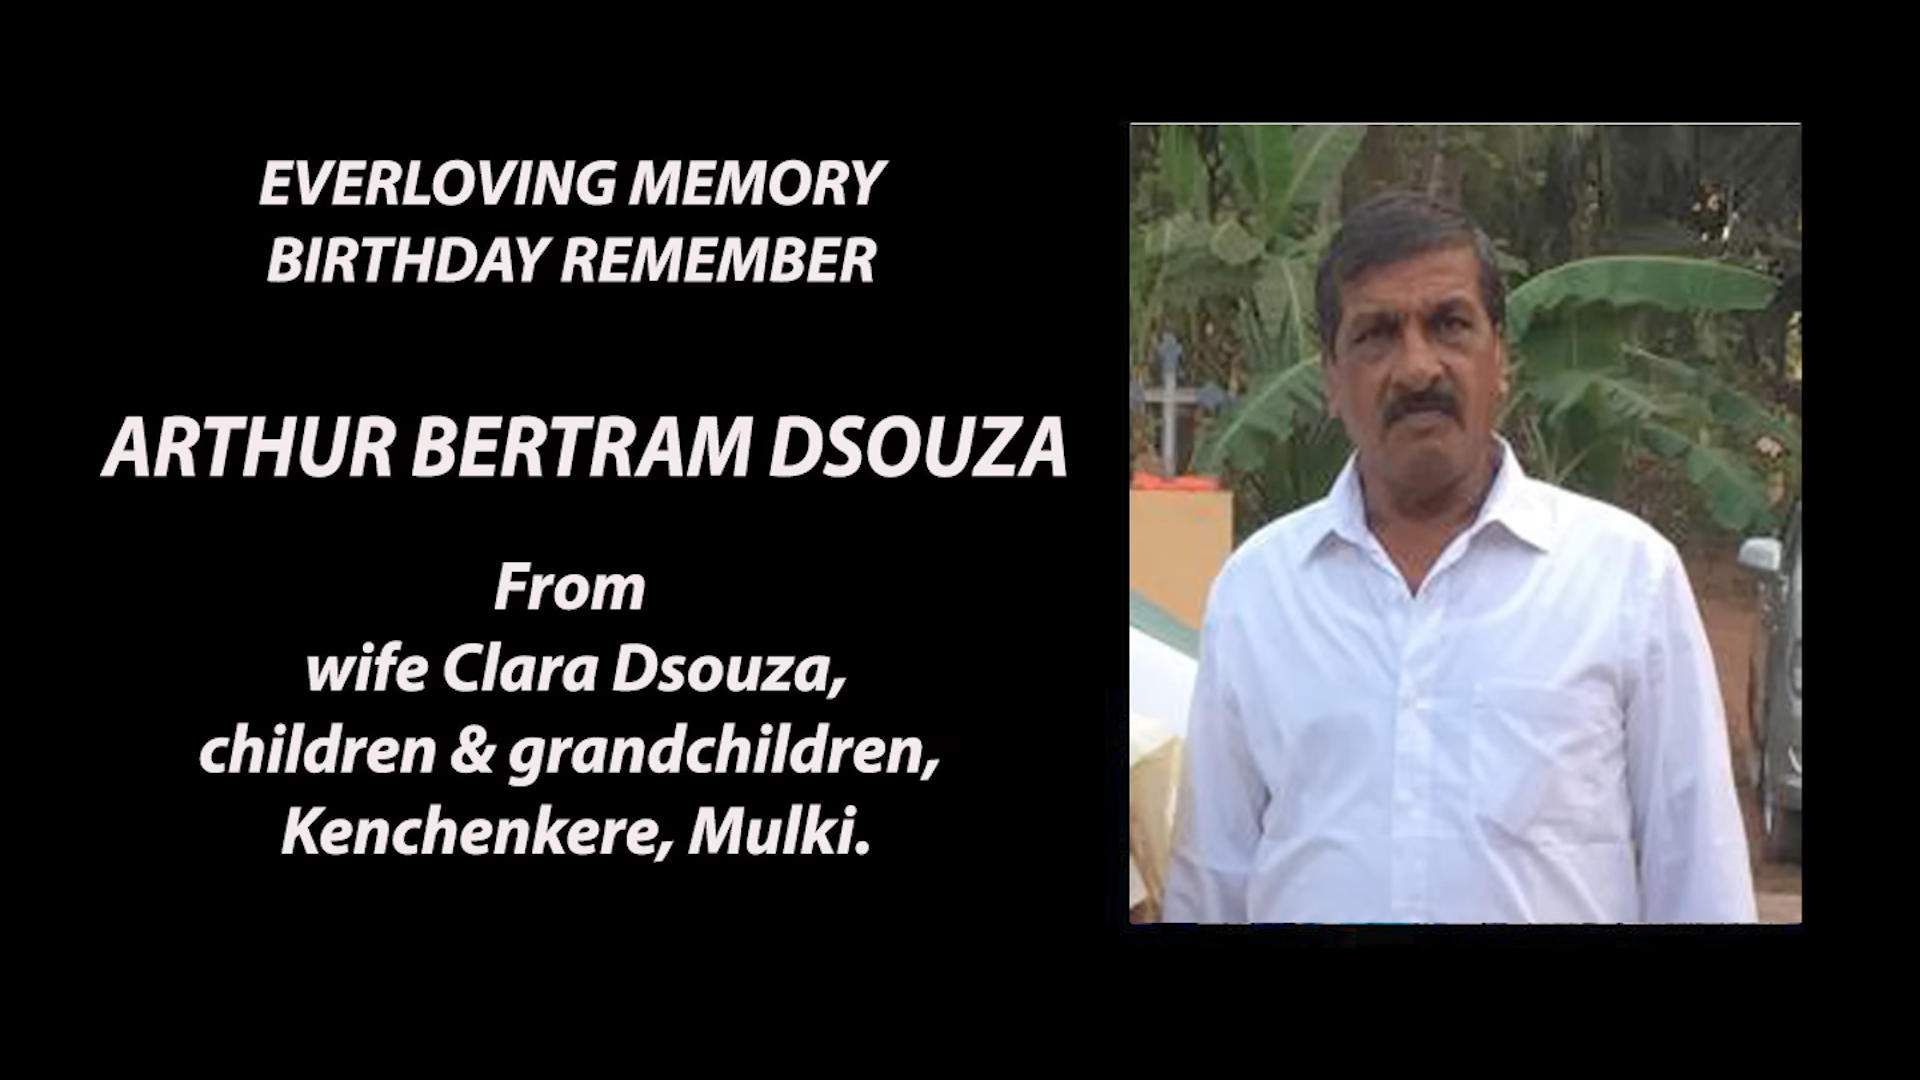 EVERLOVING MEMORY
BIRTHDAY REMEMBER
ARTHUR BERTRAM DSOUZA
From
wife Clara Dsouza,
children & grandchildren,
Kenchenkere, Mulki.